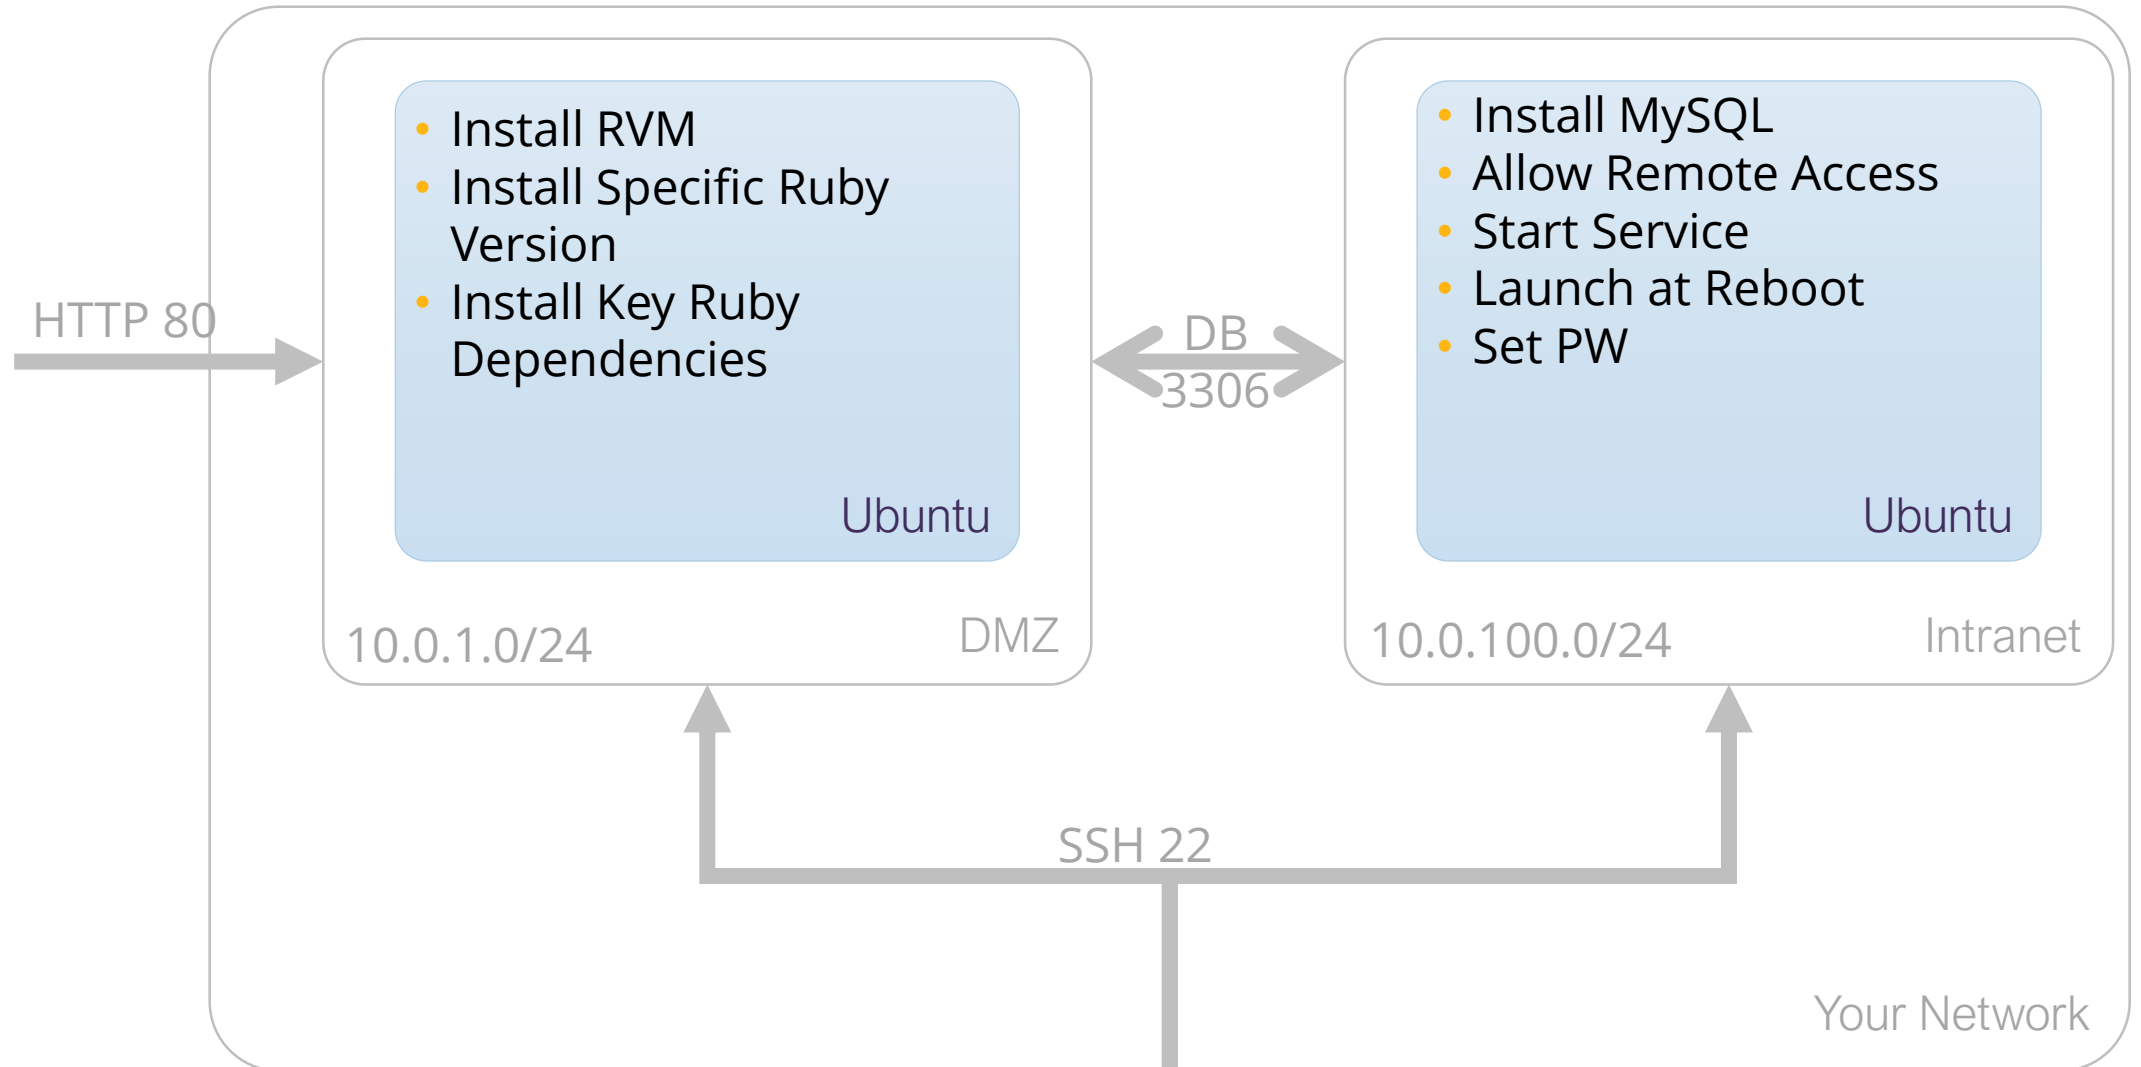 HTTP 80
• Install RVM
• Install Specific Ruby
Version
• Install Key Ruby
Dependencies
Ubuntu
10.0.1.0/24
DMZ
DB
3306
• Install MySQL
• Allow Remote Access
• Start Service
• Launch at Reboot
• Set PW
Ubuntu
10.0.100.0/24
Intranet
SSH 22
Your Network